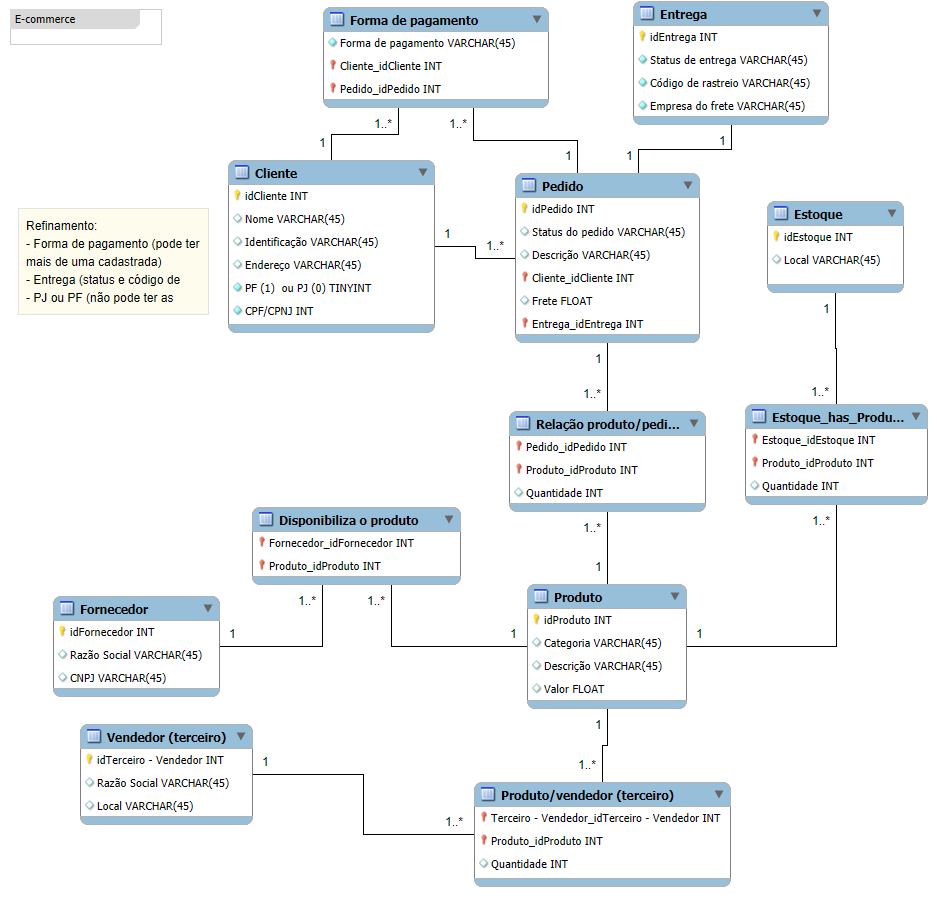 E-commerce
Forma de pagamento
Forma de pagamento VARCHAR(45)
Cliente_idCliente INT
Pedido_idPedido INT
Entrega
idEntrega INT
Status de entrega VARCHAR(45)
Código de rastreio VARCHAR(45)
Empresa do frete VARCHAR(45)
1..*
1..*
1
1
1
1
Cliente
idCliente INT
Nome VARCHAR(45)
Identificação VARCHAR(45)
Endereço VARCHAR(45)
PF (1)  ou PJ (0) TINYINT
CPF/CPNJ INT
1
1..*
Pedido
idPedido INT
Status do pedido VARCHAR(45)
Descrição VARCHAR(45)
Cliente_idCliente INT
Frete FLOAT
Entrega_idEntrega INT
Estoque
idEstoque INT
Local VARCHAR(45)
Refinamento:
- Forma de pagamento (pode ter
mais de uma cadastrada)
- Entrega (status e código de
- PJ ou PF (não pode ter as
1
1
1..*
1..*
Relação produto/pedi...
Pedido_idPedido INT
Produto_idProduto INT
Quantidade INT
Estoque_has_Produ...
Estoque_idEstoque INT
Produto_idProduto INT
Quantidade INT
1..*
1..*
1
Disponibiliza o produto
Fornecedor_idFornecedor INT
Produto_idProduto INT
1..*
1..*
Fornecedor
idFornecedor INT
Razão Social VARCHAR(45)
CNPJ VARCHAR(45)
1
1
Produto
idProduto INT
Categoria VARCHAR(45)
Descrição VARCHAR(45)
Valor FLOAT
1
1
1..*
Vendedor (terceiro)
idTerceiro - Vendedor INT
Razão Social VARCHAR(45)
Local VARCHAR(45)
1
1..*
Produto/vendedor (terceiro)
Terceiro - Vendedor_idTerceiro - Vendedor INT
Produto_idProduto INT
Quantidade INT